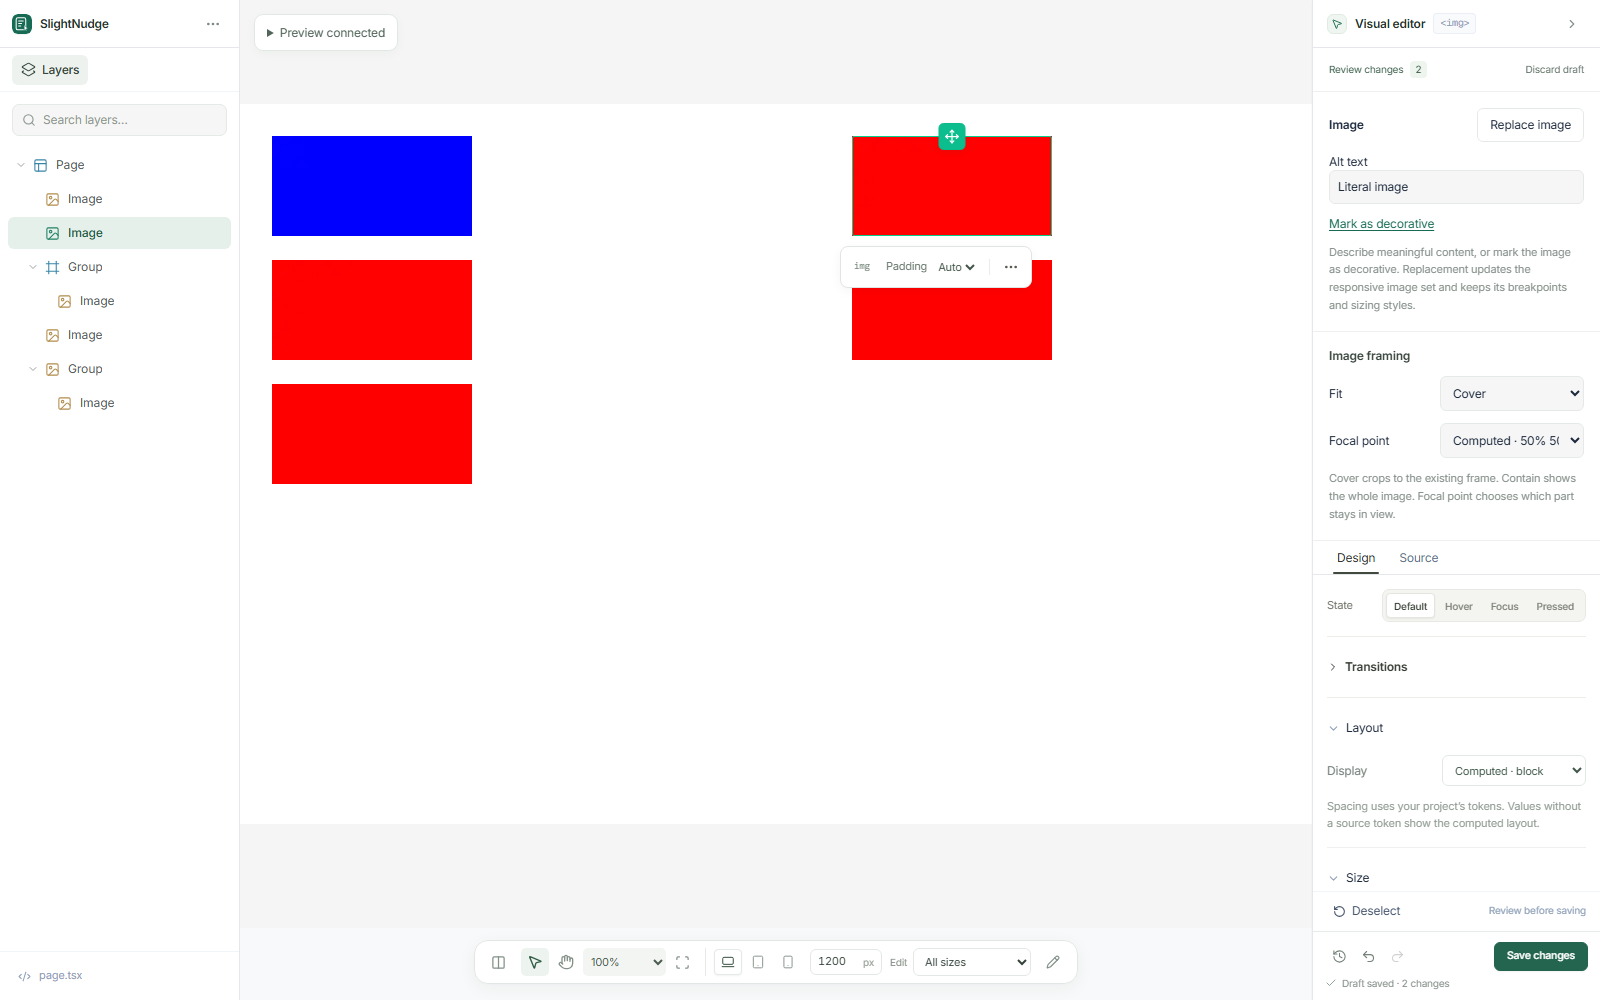 SlightNudge
Layers
Search layers...
Page
Image
Image
Group
Image
Image
Group
Image
page.tsx
Preview connected
img Padding Auto
100%
1200 px
Edit All sizes
Visual editor <img>
Review changes 2 Discard draft
Image Replace image
Alt text
Literal image
Mark as decorative
Describe meaningful content, or mark the image
as decorative. Replacement updates the
responsive image set and keeps its breakpoints
and sizing styles.
Image framing
Fit Cover
Focal point Computed · 50% 50
Cover crops to the existing frame. Contain shows
the whole image. Focal point chooses which part
stays in view.
Design Source
State Default Hover Focus Pressed
Transitions
Layout
Display Computed · block
Spacing uses your project's tokens. Values without
a source token show the computed layout.
Size
Deselect Review before saving
Save changes
Draft saved · 2 changes